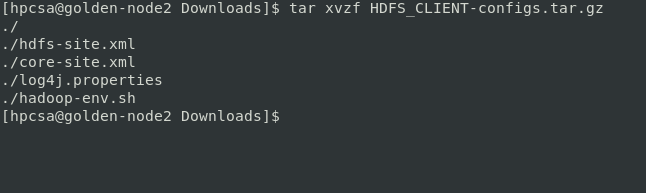 [hpcsa@golden-node2 Downloads]$ tar xvzf HDFS_CLIENT-configs.tar.gz
./
./hdfs-site.xml
./core-site.xml
./log4j.properties
./hadoop-env.sh
[hpcsa@golden-node2 Downloads]$